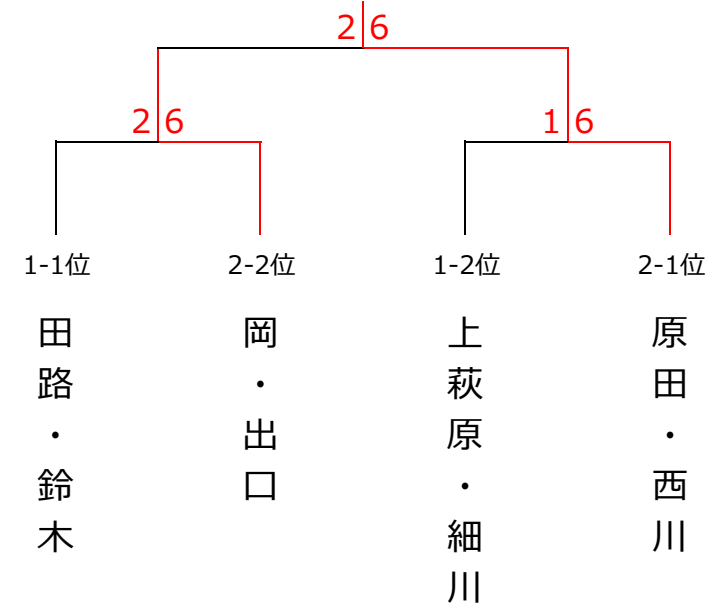 2 6
2 6
1 6
1-1位
2-2位
1-2位
2-1位
田路・鈴木
岡・出口
上萩原・細川
原田・西川